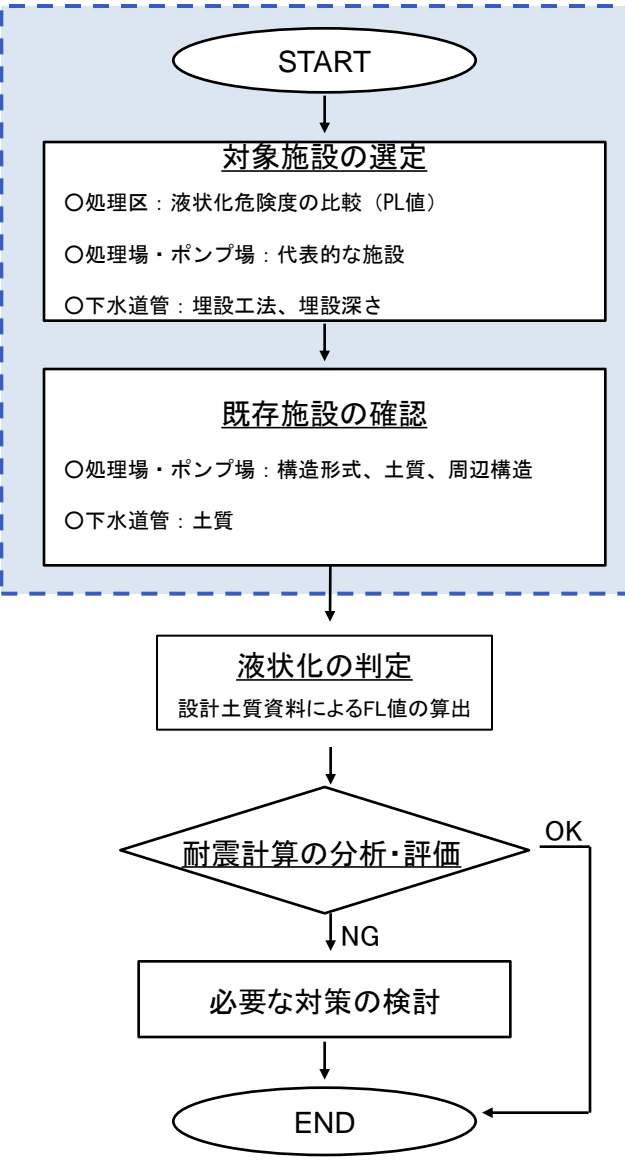 START
対象施設の選定
〇処理区：液状化危険度の比較（PL値）
〇処理場・ポンプ場：代表的な施設
〇下水道管：埋設工法、埋設深さ
既存施設の確認
〇処理場・ポンプ場：構造形式、土質、周辺構造
〇下水道管：土質
液状化の判定
設計土質資料によるFL値の算出
耐震計算の分析・評価
OK
NG
必要な対策の検討
END